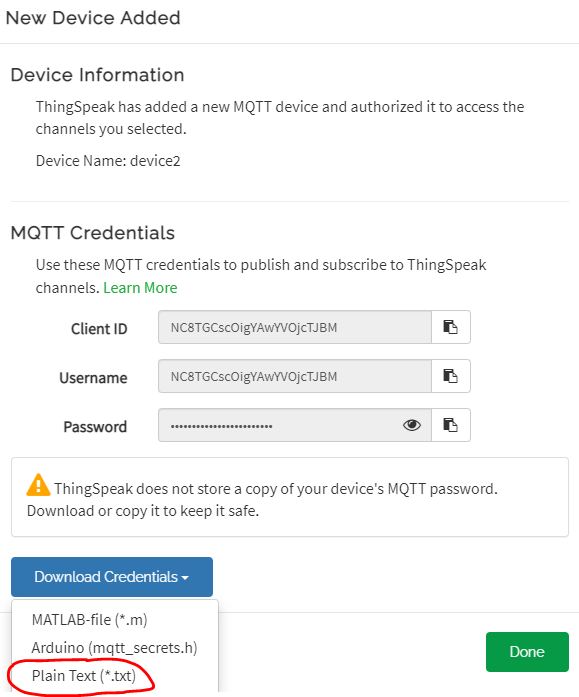 New Device Added
Device Information
ThingSpeak has added a new MQTT device and authorized it to access the
channels you selected.
Device Name: device2
MQTT Credentials
Use these MQTT credentials to publish and subscribe to ThingSpeak
channels. Learn More
Client ID NC8TGCscOigYAwYVOjcTJBM
Username NC8TGCscOigYAwYVOjcTJBM
Password ••••••••••••••••••••••••
ThingSpeak does not store a copy of your device's MQTT password.
Download or copy it to keep it safe.
Download Credentials
MATLAB-file (*.m)
Arduino (mqtt_secrets.h)
Plain Text (*.txt)
Done